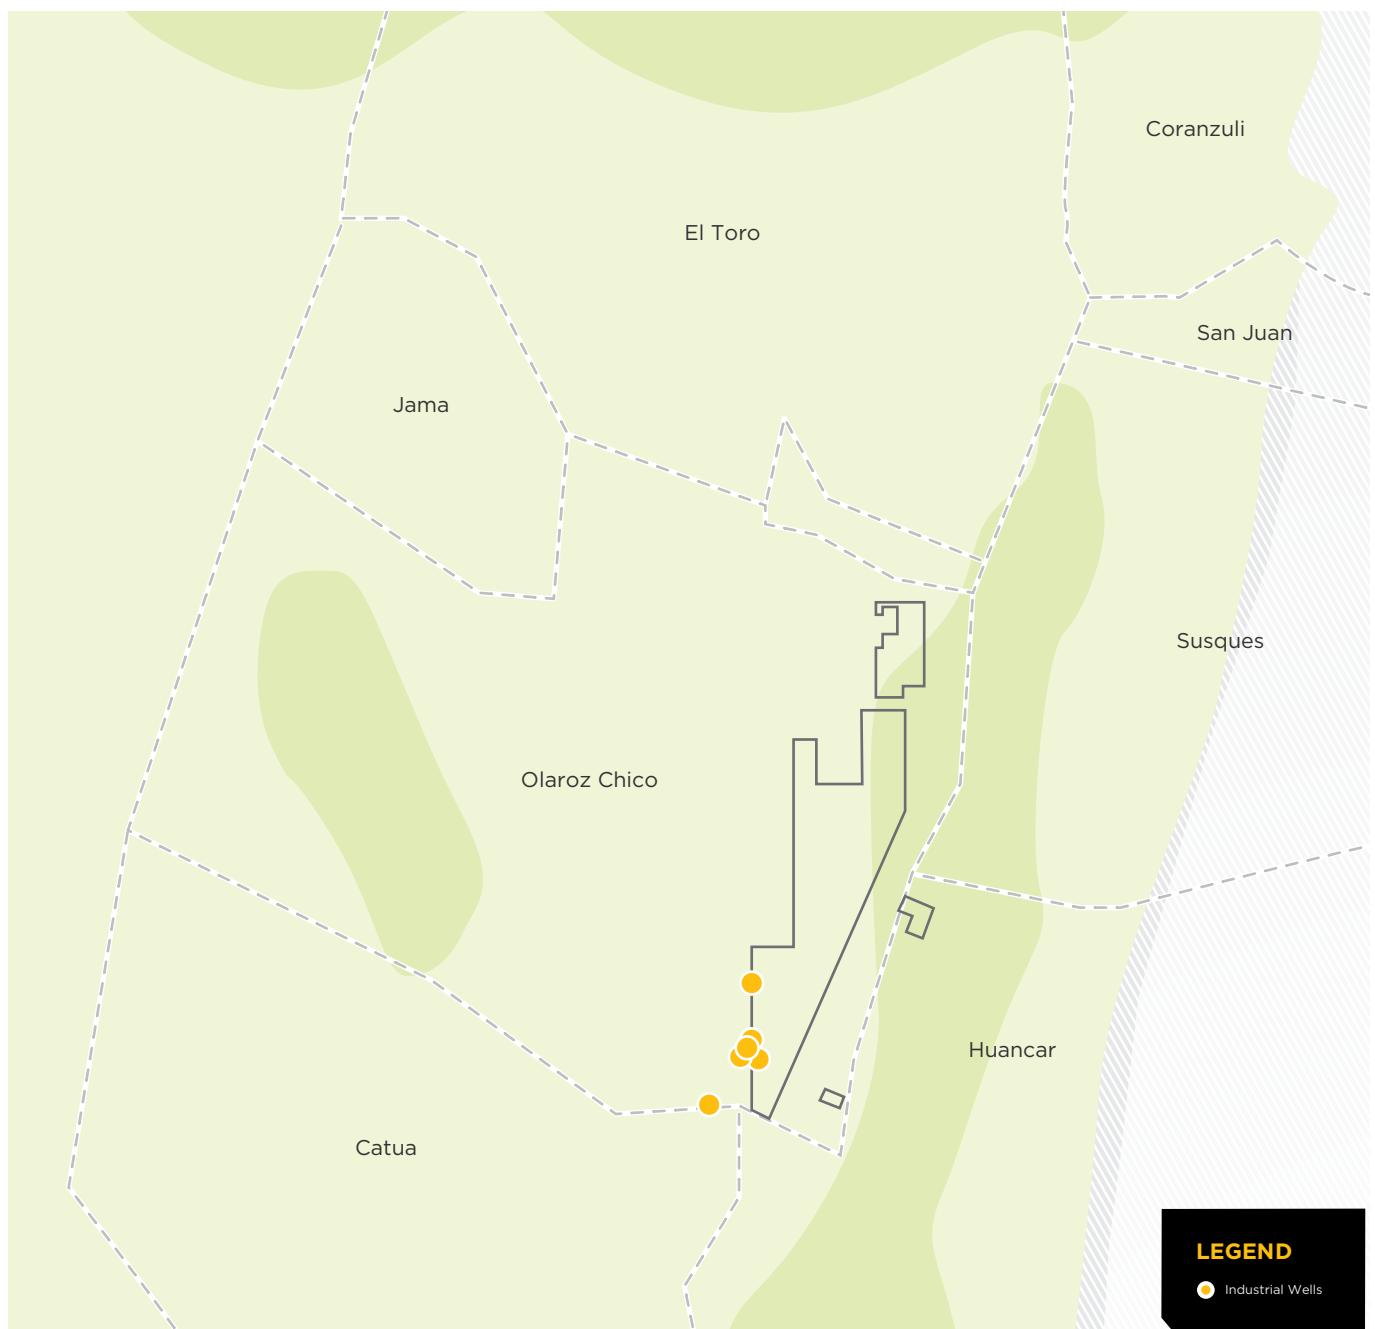 Coranzuli
El Toro
San Juan
Jama
Susques
Olaroz Chico
Huancar
Catua
LEGEND
Industrial Wells